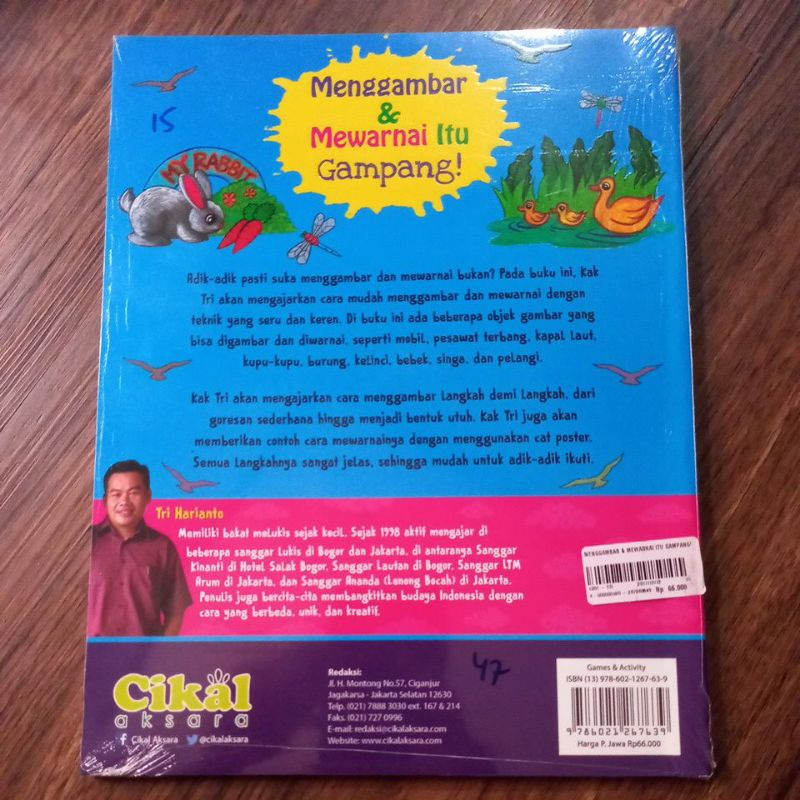 Menggambar
&
Mewarnai Itu
Gampang!
15
MY RABBIT
Adik-adik pasti suka menggambar dan mewarnai bukan? Pada buku ini, Kak
Tri akan mengajarkan cara mudah menggambar dan mewarnai dengan
teknik yang seru dan keren. Di buku ini ada beberapa objek gambar yang
bisa digambar dan diwarnai, seperti mobil, pesawat terbang, kapal laut,
kupu-kupu, burung, kelinci, bebek, singa, dan pelangi.
Kak Tri akan mengajarkan cara menggambar langkah demi langkah, dari
goresan sederhana hingga menjadi bentuk utuh. Kak Tri juga akan
memberikan contoh cara mewarnainya dengan menggunakan cat poster.
Semua langkahnya sangat jelas, sehingga mudah untuk adik-adik ikuti.
Tri Harianto
Memiliki bakat melukis sejak kecil. Sejak 1998 aktif mengajar di
beberapa sanggar lukis di Bogor dan Jakarta, di antaranya Sanggar
Kinanti di Hotel Salak Bogor, Sanggar Lautan di Bogor, Sanggar LTM
Arum di Jakarta, dan Sanggar Ananda (Lenong Bocah) di Jakarta.
Penulis juga bercita-cita membangkitkan budaya Indonesia dengan
cara yang berbeda, unik, dan kreatif.
MENGGAMBAR & MEWARNAI ITU GAMPANG!
Rp 66.000
Cikal
aksara
Cikal Aksara
@cikalaksara
Redaksi:
Jl. H. Montong No.57, Ciganjur
Jagakarsa - Jakarta Selatan 12630
Telp. (021) 7888 3030 ext. 167 & 214
Faks. (021) 727 0996
E-mail: redaksi@cikalaksara.com
Website: www.cikalaksara.com
47
Games & Activity
ISBN (13) 978-602-1267-63-9
9 786021 267639
Harga P. Jawa Rp66.000